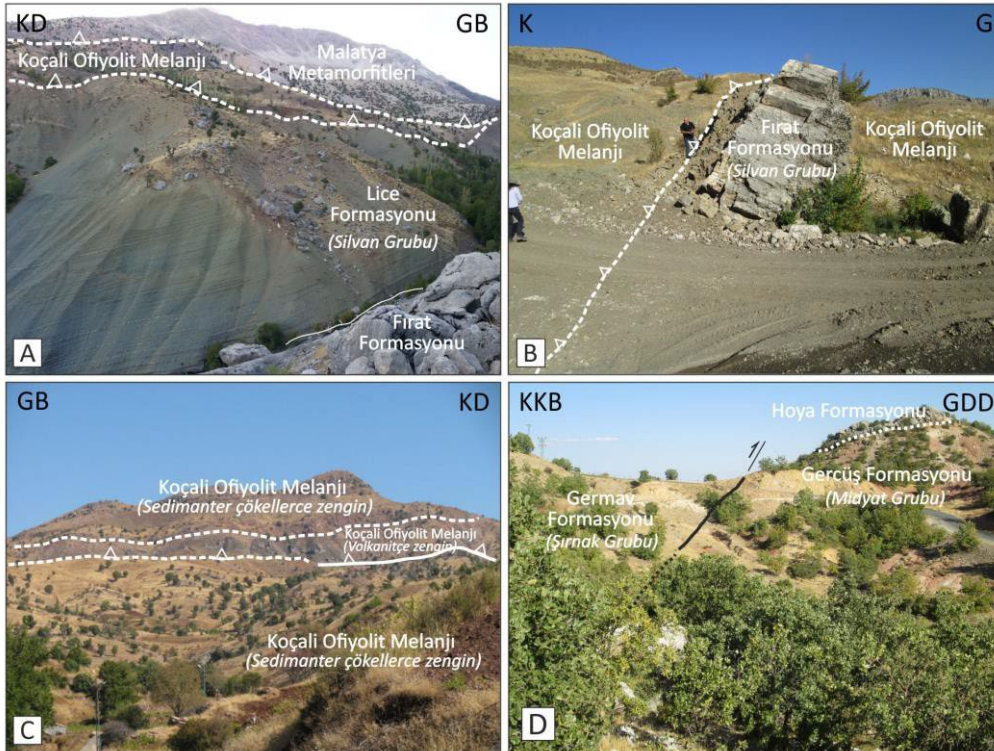 KD
GB
Koçali Ofiyolit Melanjı
Malatya
Metamorfitleri
Lice
Formasyonu
(Silvan Grubu)
Fırat
Formasyonu
A
K
G
Koçali Ofiyolit
Melanjı
Fırat
Formasyonu
(Silvan Grubu)
Koçali Ofiyolit
Melanjı
B
GB
KD
Koçali Ofiyolit Melanjı
(Sedimanter çökellerce zengin)
Koçali Ofiyolit Melanjı
(Volkanitçe zengin)
Koçali Ofiyolit Melanjı
(Sedimanter çökellerce zengin)
C
KKB
GDD
Hoya Formasyonu
Gercüş Formasyonu
(Midyat Grubu)
Germav
Formasyonu
(Şırnak Grubu)
D